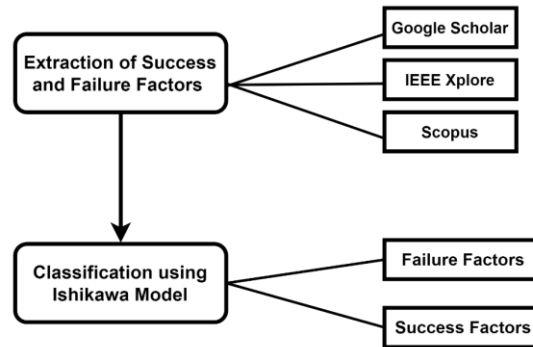 Extraction of Success
and Failure Factors
Google Scholar
IEEE Xplore
Scopus
Classification using
Ishikawa Model
Failure Factors
Success Factors